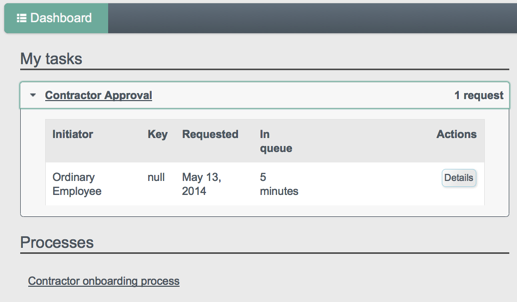 Dashboard
My tasks
Contractor Approval 1 request
Initiator Key Requested In queue Actions
Ordinary Employee null May 13, 2014 5 minutes Details
Processes
Contractor onboarding process